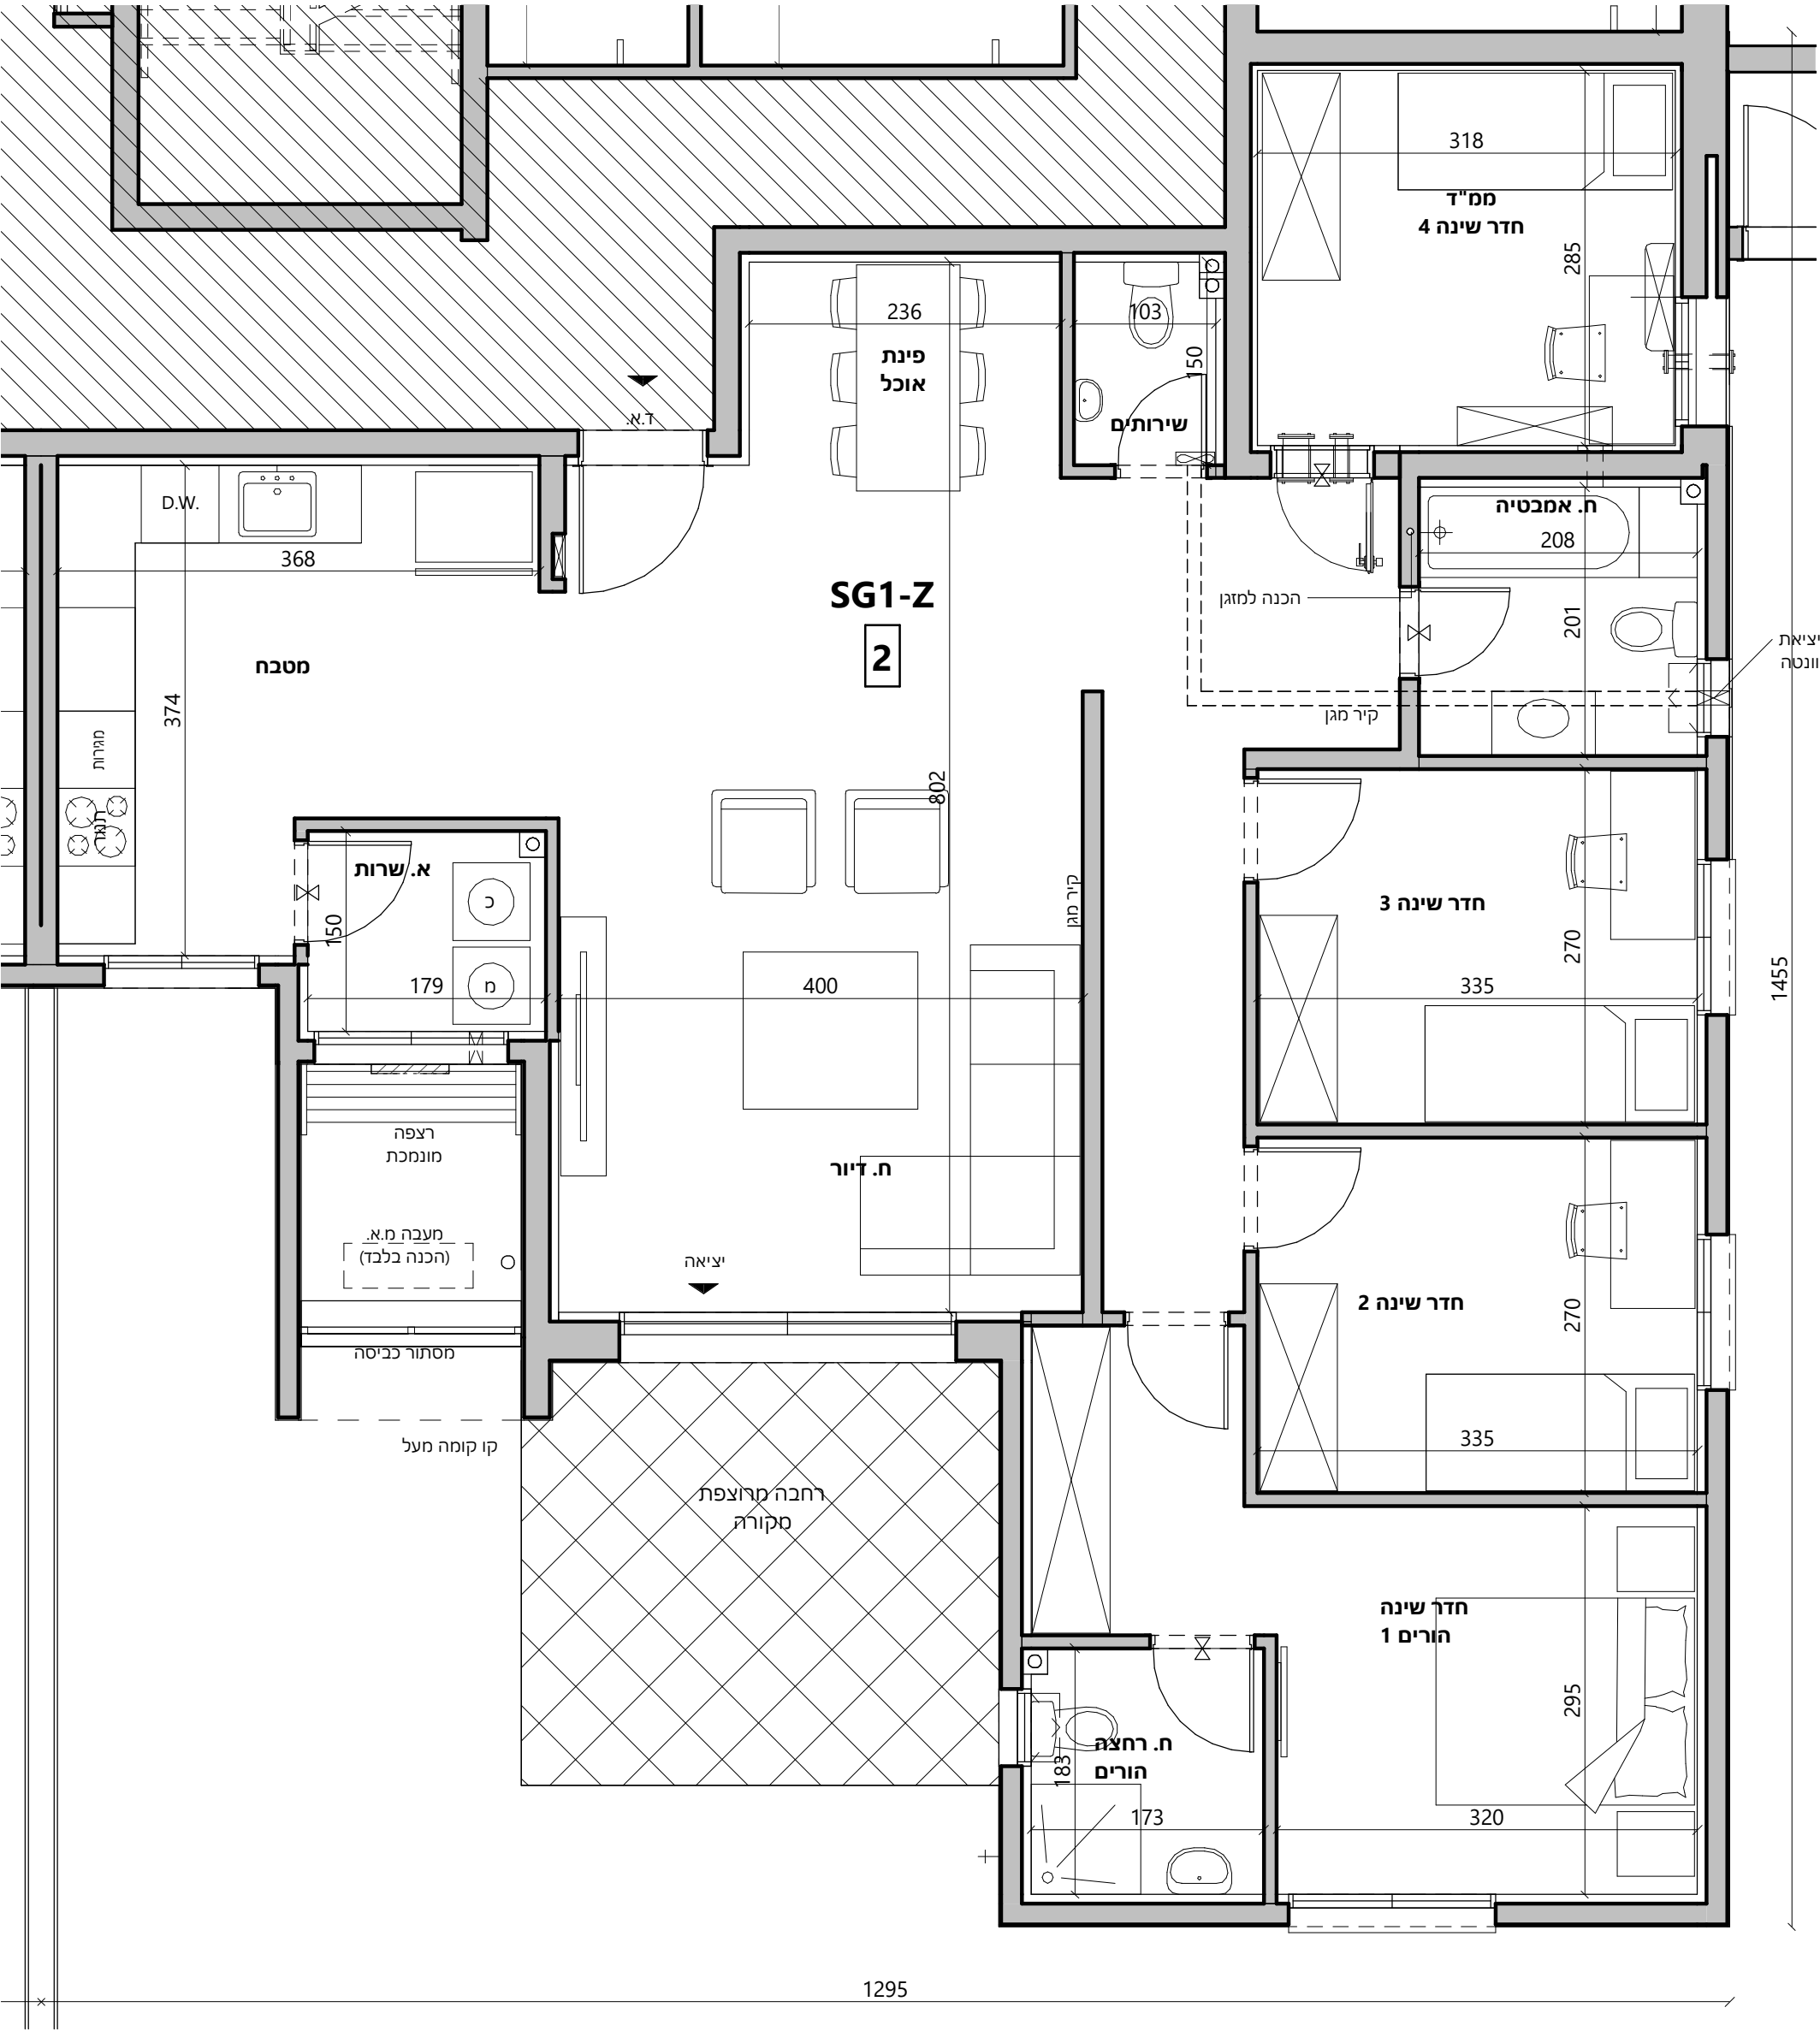 318
ממ"ד
חדר שינה 4
285
236
103
פינת
אוכל
150
שירותים
ד.א.
D.W.
368
SG1-Z
2
מטבח
374
מגירות
תנור
ח. אמבטיה
208
201
הכנה למזגן
קיר מגן
יציאת
וונטה
802
א. שרות
כ
מ
150
179
400
קיר מגן
חדר שינה 3
270
335
1455
רצפה
מונמכת
מעבה מ.א.
(הכנה בלבד)
מסתור כביסה
קו קומה מעל
ח. דיור
יציאה
חדר שינה 2
270
335
רחבה מרוצפת
מקורה
חדר שינה
הורים 1
295
ח. רחצה
הורים
183
173
320
1295